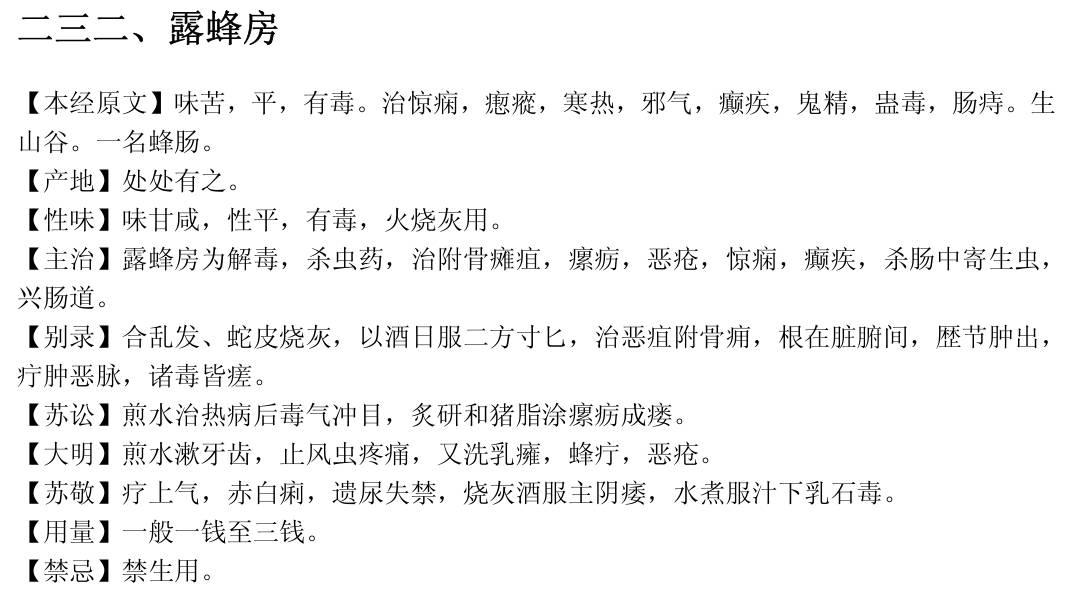 二三二、露蜂房
【本经原文】味苦，平，有毒。治惊痫，瘛瘲，寒热，邪气，癫疾，鬼精，蛊毒，肠痔。生
山谷。一名蜂肠。
【产地】处处有之。
【性味】味甘咸，性平，有毒，火烧灰用。
【主治】露蜂房为解毒，杀虫药，治附骨瘫疽，瘰疬，恶疮，惊痫，癫疾，杀肠中寄生虫，
兴肠道。
【别录】合乱发、蛇皮烧灰，以酒日服二方寸匕，治恶疽附骨痈，根在脏腑间，歴节肿出，
疔肿恶脉，诸毒皆瘥。
【苏讼】煎水治热病后毒气冲目，炙研和猪脂涂瘰疬成瘘。
【大明】煎水漱牙齿，止风虫疼痛，又洗乳癰，蜂疔，恶疮。
【苏敬】疗上气，赤白痢，遗尿失禁，烧灰酒服主阴痿，水煮服汁下乳石毒。
【用量】一般一钱至三钱。
【禁忌】禁生用。